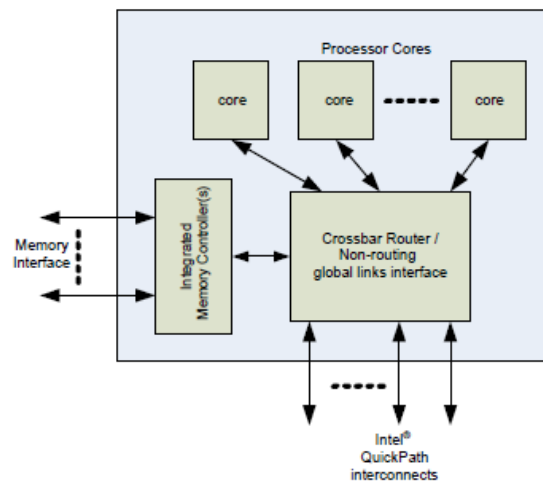 Processor Cores
core
core
core
Memory
Interface
Integrated
Memory Controller(s)
Crossbar Router /
Non-routing
global links interface
Intel®
QuickPath
interconnects